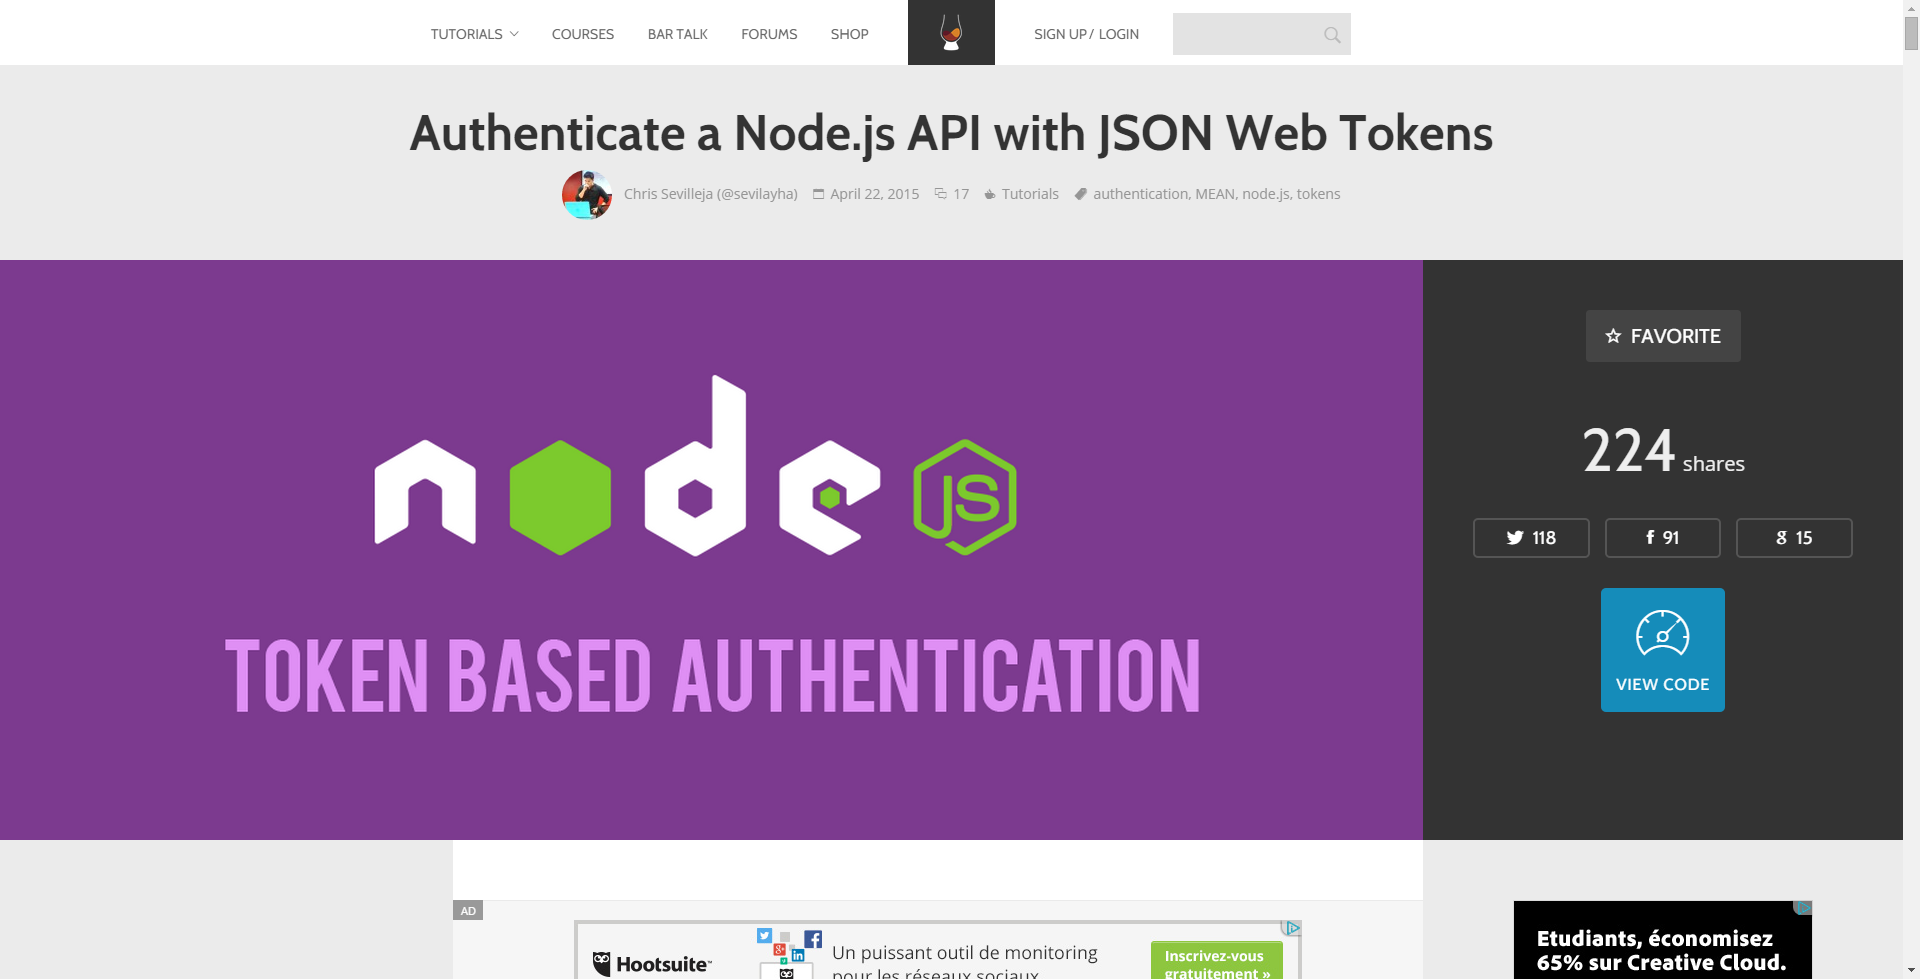 TUTORIALS COURSES BAR TALK FORUMS SHOP SIGN UP / LOGIN
Authenticate a Node.js API with JSON Web Tokens
Chris Sevilleja (@sevilayha) April 22, 2015 17 Tutorials authentication, MEAN, node.js, tokens
node JS
TOKEN BASED AUTHENTICATION
FAVORITE
224 shares
118 91 15
VIEW CODE
AD
Hootsuite™
Un puissant outil de monitoring
pour les réseaux sociaux
Inscrivez-vous
gratuitement »
Etudiants, économisez
65% sur Creative Cloud.